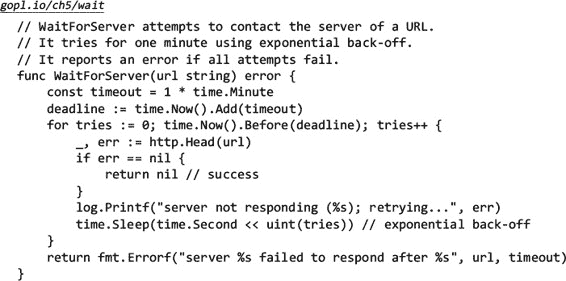 gopl.io/ch5/wait
// WaitForServer attempts to contact the server of a URL.
// It tries for one minute using exponential back-off.
// It reports an error if all attempts fail.
func WaitForServer(url string) error {
    const timeout = 1 * time.Minute
    deadline := time.Now().Add(timeout)
    for tries := 0; time.Now().Before(deadline); tries++ {
        _, err := http.Head(url)
        if err == nil {
            return nil // success
        }
        log.Printf("server not responding (%s); retrying...", err)
        time.Sleep(time.Second << uint(tries)) // exponential back-off
    }
    return fmt.Errorf("server %s failed to respond after %s", url, timeout)
}